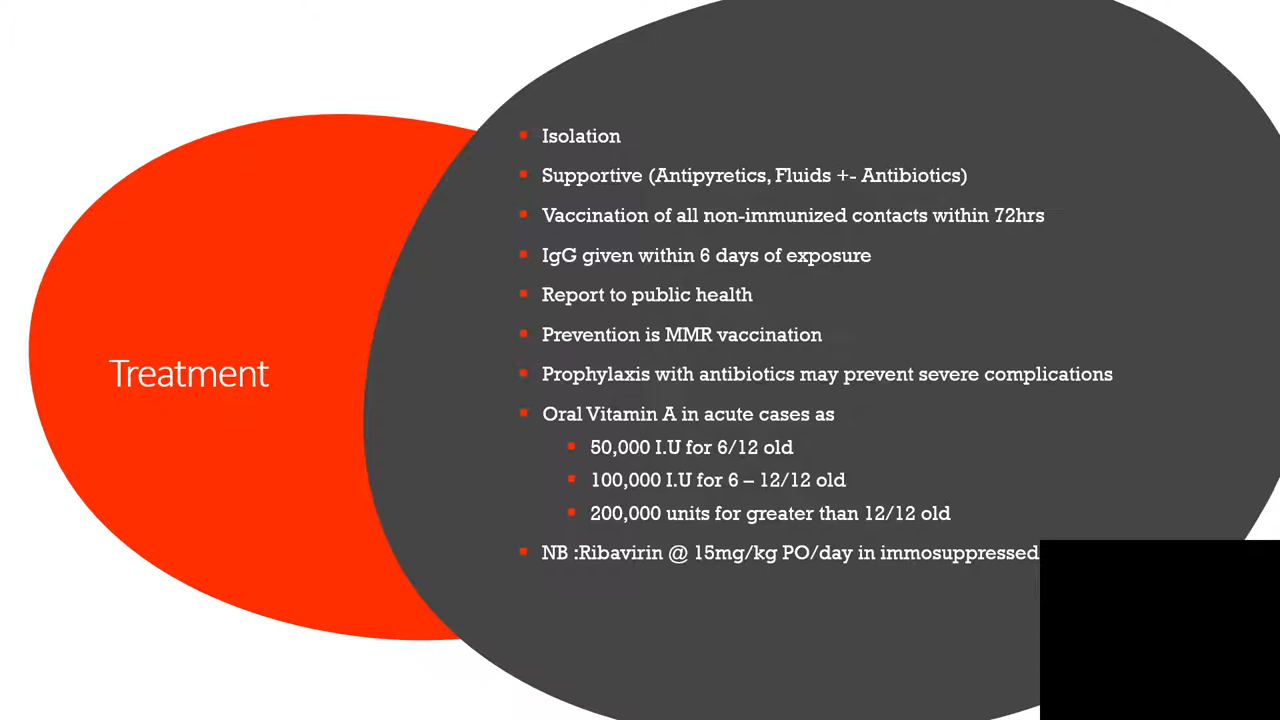 Treatment
Isolation
Supportive (Antipyretics, Fluids +- Antibiotics)
Vaccination of all non-immunized contacts within 72hrs
IgG given within 6 days of exposure
Report to public health
Prevention is MMR vaccination
Prophylaxis with antibiotics may prevent severe complications
Oral Vitamin A in acute cases as
50,000 I.U for 6/12 old
100,000 I.U for 6 – 12/12 old
200,000 units for greater than 12/12 old
NB :Ribavirin @ 15mg/kg PO/day in immosuppressed